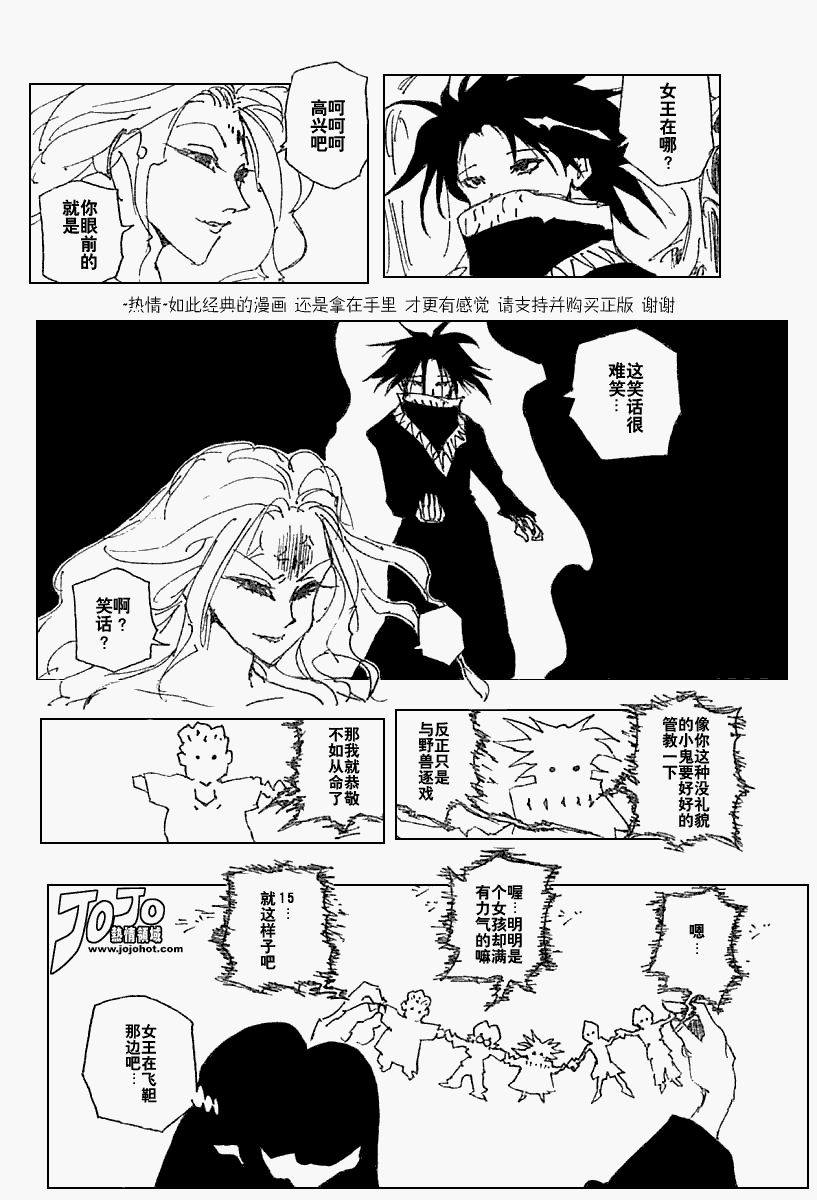 女王在哪？
呵呵呵
高兴吧
你眼前的
就是
-热情-如此经典的漫画 还是拿在手里 才更有感觉 请支持并购买正版 谢谢
这笑话很
难笑…
啊？
笑话？
像你这种没礼貌
的小鬼要好好的
管教一下
反正只是
与野兽逐戏
那我就恭敬
不如从命了
嗯…
喔…明明是
个女孩却满
有力气的嘛
15…
就这样子吧
JOJO
熱情領域
www.jojohot.com
女王在飞靼
那边吧…